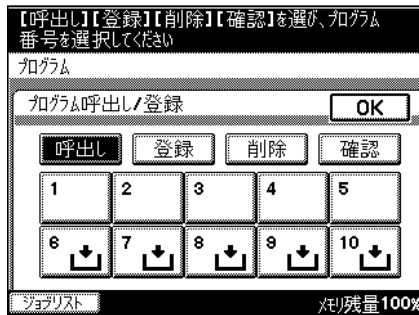 【呼出し】【登録】【削除】【確認】を選び、プログラム
番号を選択してください
プログラム
プログラム呼出し/登録 OK
呼出し 登録 削除 確認
1 2 3 4 5
6 7 8 9 10
ジョブリスト ﾒﾓﾘ残量100%